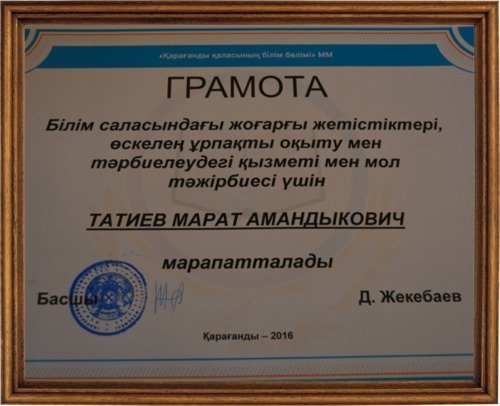 «Қарағанды қаласының білім бөлімі» ММ
ГРАМОТА
Білім саласындағы жоғарғы жетістіктері,
өскелең ұрпақты оқыту мен
тәрбиелеудегі қызметі мен мол
тәжірбиесі үшін
ТАТИЕВ МАРАТ АМАНДЫКОВИЧ
марапатталады
Басшы
Д. Жекебаев
Қарағанды – 2016